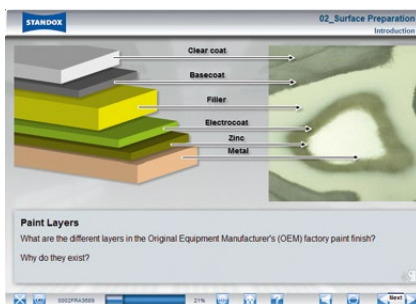 STANDOX
02_Surface Preparation
Introduction
Clear coat
Basecoat
Filler
Electrocoat
Zinc
Metal
Paint Layers
What are the different layers in the Original Equipment Manufacturer's (OEM) factory paint finish?
Why do they exist?
21%
Next